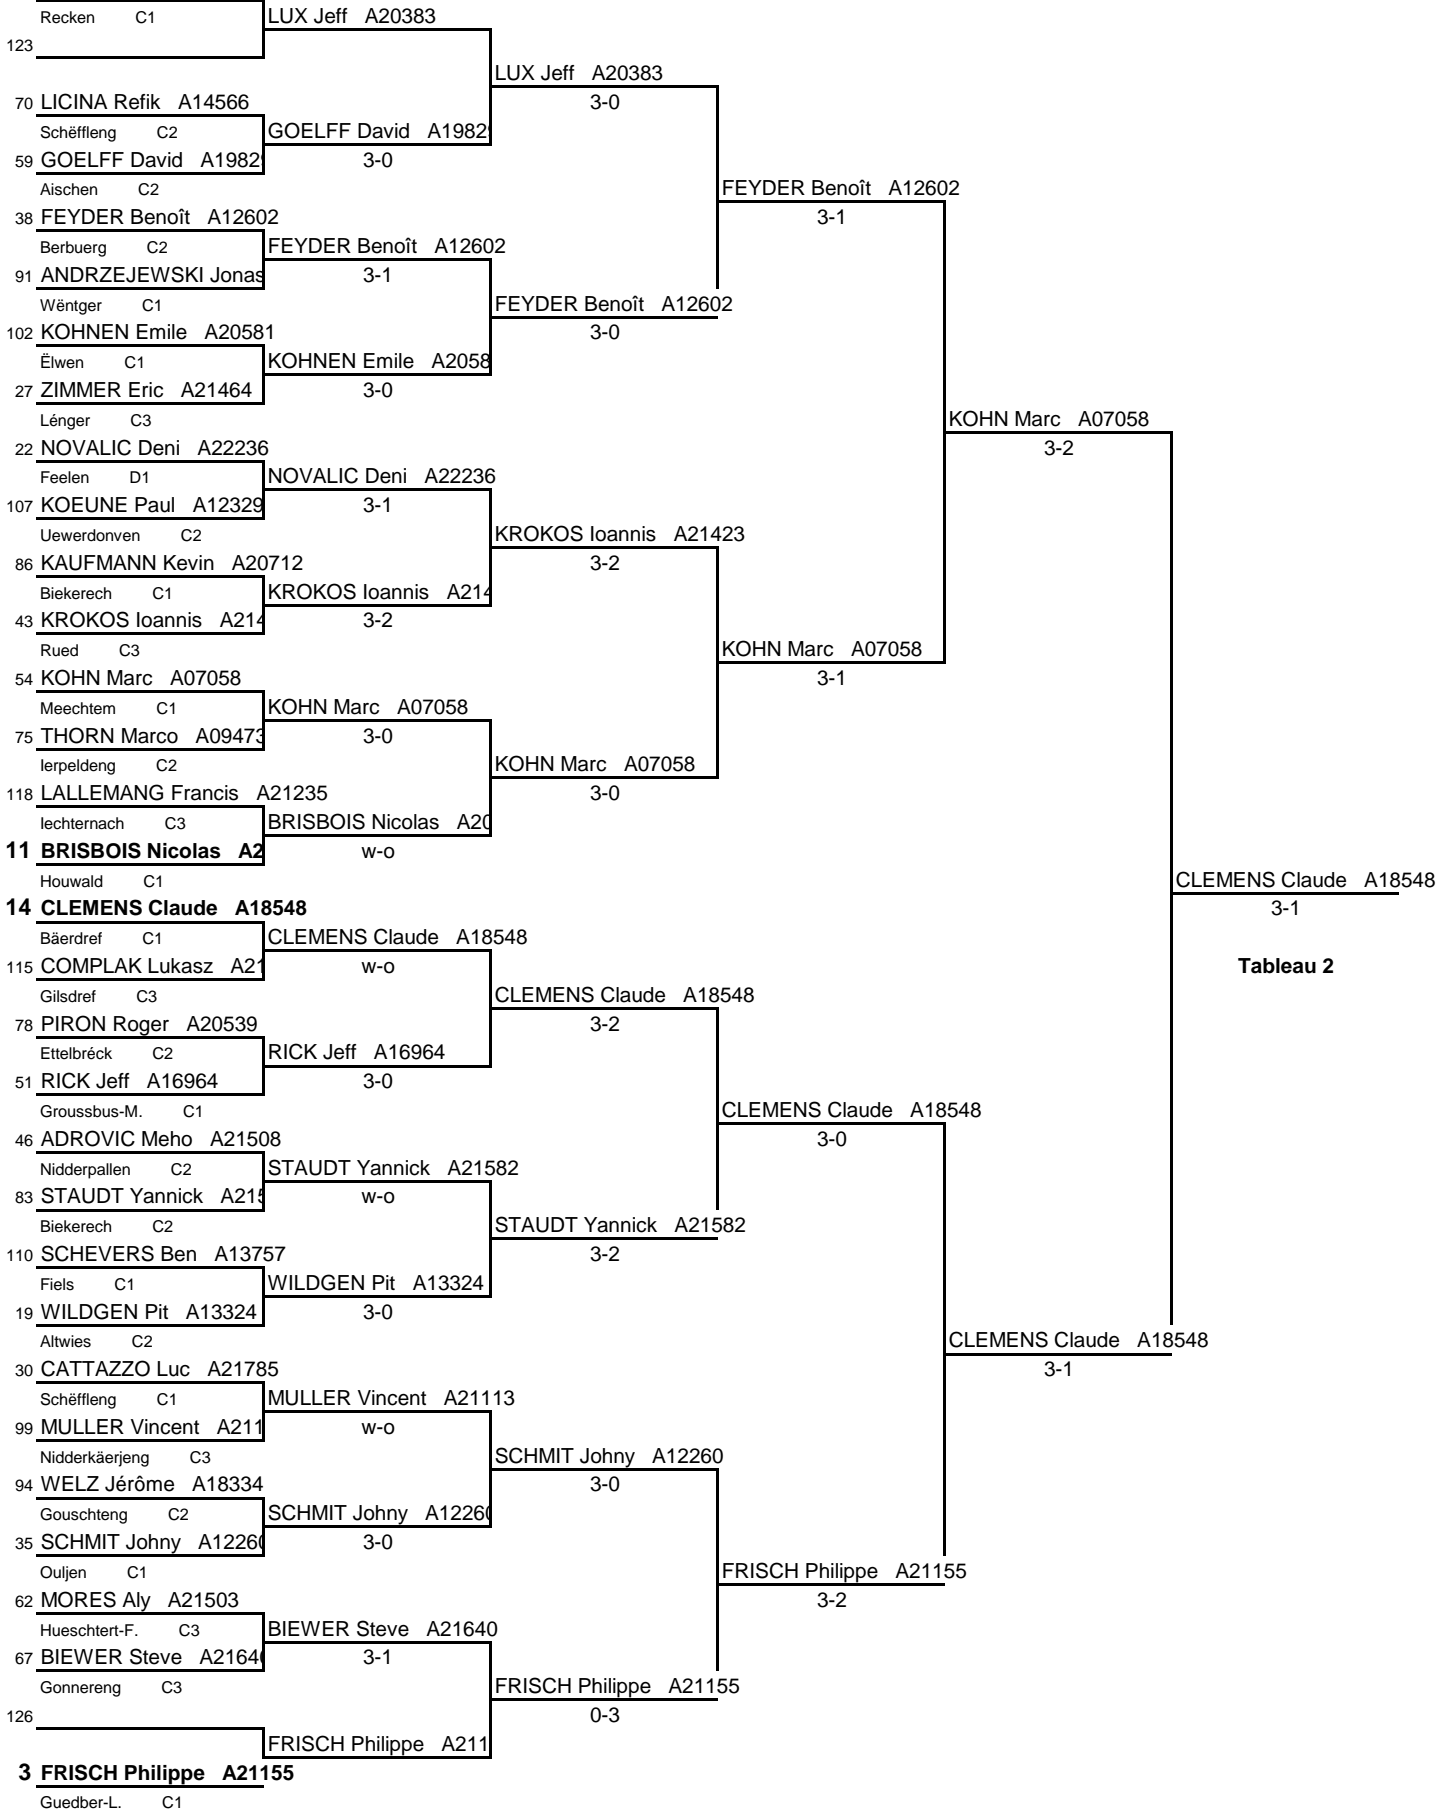 Recken C1
LUX Jeff A20383
123
LUX Jeff A20383
70 LICINA Refik A14566
3-0
Schëffleng C2
GOELFF David A1982
59 GOELFF David A1982
3-0
Aischen C2
FEYDER Benoît A12602
38 FEYDER Benoît A12602
3-1
Berbuerg C2
FEYDER Benoît A12602
91 ANDRZEJEWSKI Jonas
3-1
Wëntger C1
FEYDER Benoît A12602
102 KOHNEN Emile A20581
3-0
Ëlwen C1
KOHNEN Emile A2058
27 ZIMMER Eric A21464
3-0
Lénger C3
KOHN Marc A07058
22 NOVALIC Deni A22236
3-2
Feelen D1
NOVALIC Deni A22236
107 KOEUNE Paul A12329
3-1
Uewerdonven C2
KROKOS Ioannis A21423
86 KAUFMANN Kevin A20712
3-2
Biekerech C1
KROKOS Ioannis A214
43 KROKOS Ioannis A214
3-2
Rued C3
KOHN Marc A07058
54 KOHN Marc A07058
3-1
Meechtem C1
KOHN Marc A07058
75 THORN Marco A09473
3-0
Ierpeldeng C2
KOHN Marc A07058
118 LALLEMANG Francis A21235
3-0
Iechternach C3
BRISBOIS Nicolas A20
11 BRISBOIS Nicolas A2
w-o
Houwald C1
CLEMENS Claude A18548
14 CLEMENS Claude A18548
3-1
Bäerdref C1
CLEMENS Claude A18548
115 COMPLAK Lukasz A21
w-o
Tableau 2
Gilsdref C3
CLEMENS Claude A18548
78 PIRON Roger A20539
3-2
Ettelbréck C2
RICK Jeff A16964
51 RICK Jeff A16964
3-0
Groussbus-M. C1
CLEMENS Claude A18548
46 ADROVIC Meho A21508
3-0
Nidderpallen C2
STAUDT Yannick A21582
83 STAUDT Yannick A215
w-o
Biekerech C2
STAUDT Yannick A21582
110 SCHEVERS Ben A13757
3-2
Fiels C1
WILDGEN Pit A13324
19 WILDGEN Pit A13324
3-0
Altwies C2
CLEMENS Claude A18548
30 CATTAZZO Luc A21785
3-1
Schëffleng C1
MULLER Vincent A21113
99 MULLER Vincent A211
w-o
Nidderkäerjeng C3
SCHMIT Johny A12260
94 WELZ Jérôme A18334
3-0
Gouschteng C2
SCHMIT Johny A12260
35 SCHMIT Johny A12260
3-0
Ouljen C1
FRISCH Philippe A21155
62 MORES Aly A21503
3-2
Hueschtert-F. C3
BIEWER Steve A21640
67 BIEWER Steve A21640
3-1
Gonnereng C3
FRISCH Philippe A21155
126
0-3
FRISCH Philippe A211
3 FRISCH Philippe A21155
Guedber-L. C1